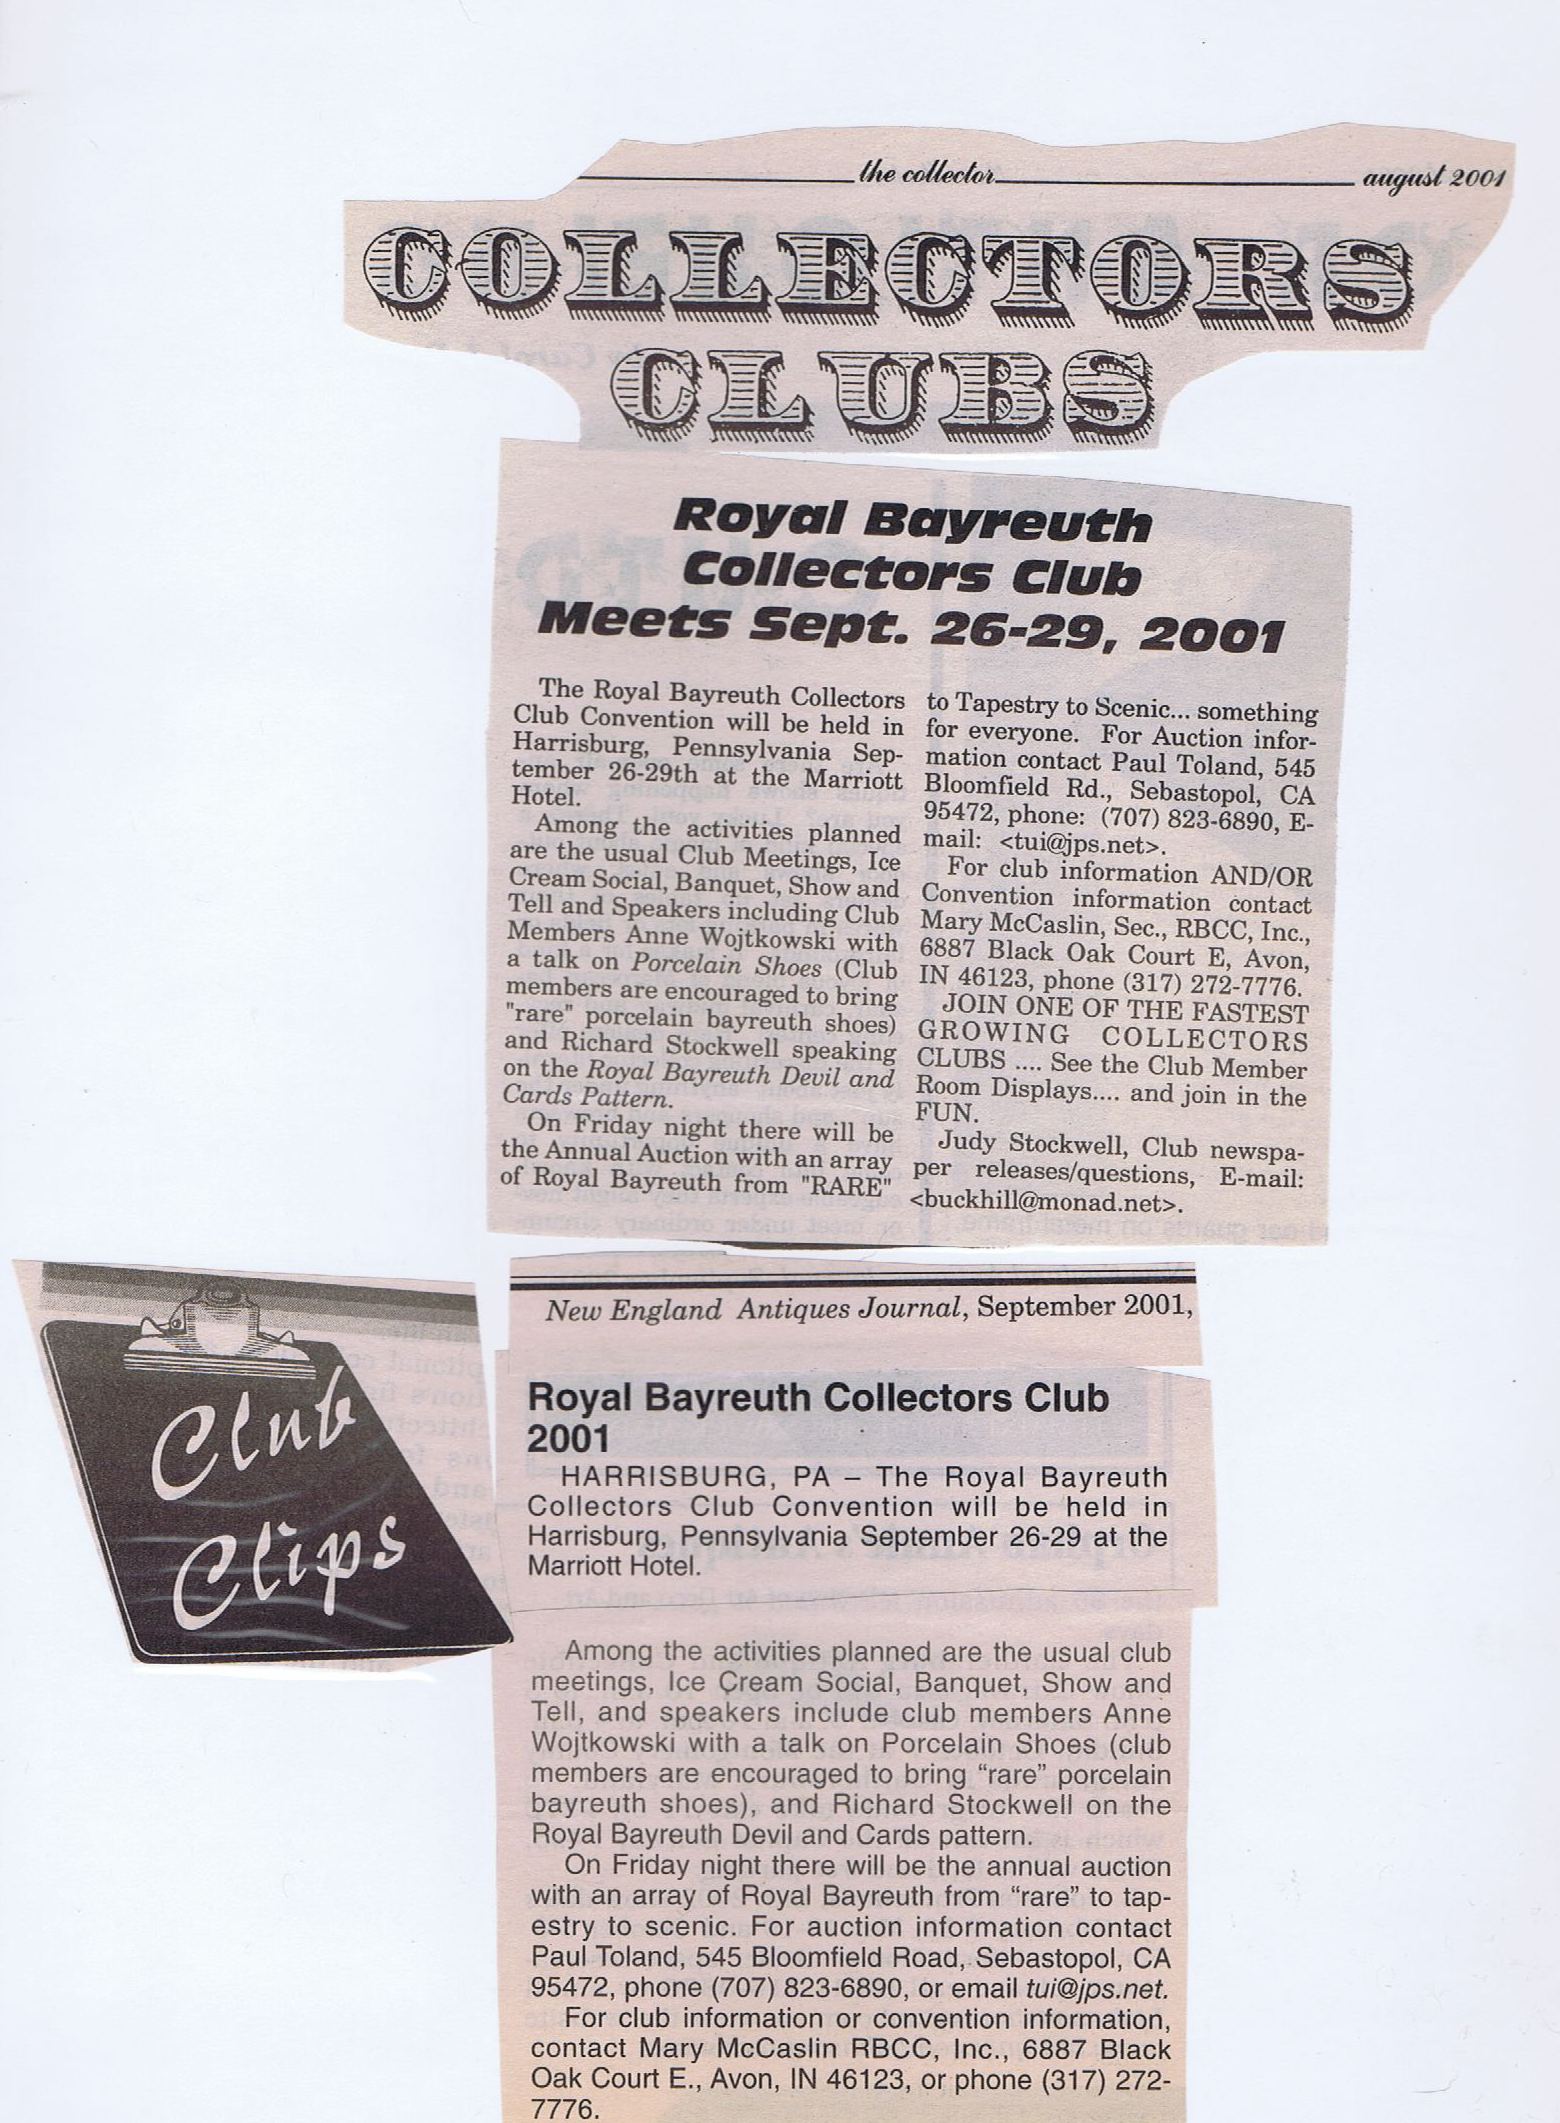 the collector august 2001
COLLECTORS
CLUBS
Royal Bayreuth
Collectors Club
Meets Sept. 26-29, 2001
The Royal Bayreuth Collectors
Club Convention will be held in
Harrisburg, Pennsylvania Sep-
tember 26-29th at the Marriott
Hotel.
Among the activities planned
are the usual Club Meetings, Ice
Cream Social, Banquet, Show and
Tell and Speakers including Club
Members Anne Wojtkowski with
a talk on Porcelain Shoes (Club
members are encouraged to bring
"rare" porcelain bayreuth shoes)
and Richard Stockwell speaking
on the Royal Bayreuth Devil and
Cards Pattern.
On Friday night there will be
the Annual Auction with an array
of Royal Bayreuth from "RARE"
to Tapestry to Scenic... something
for everyone. For Auction infor-
mation contact Paul Toland, 545
Bloomfield Rd., Sebastopol, CA
95472, phone: (707) 823-6890, E-
mail: <tui@jps.net>.
For club information AND/OR
Convention information contact
Mary McCaslin, Sec., RBCC, Inc.,
6887 Black Oak Court E, Avon,
IN 46123, phone (317) 272-7776.
JOIN ONE OF THE FASTEST
GROWING COLLECTORS
CLUBS .... See the Club Member
Room Displays.... and join in the
FUN.
Judy Stockwell, Club newspa-
per releases/questions, E-mail:
<buckhill@monad.net>.
Club
Clips
New England Antiques Journal, September 2001,
Royal Bayreuth Collectors Club
2001
HARRISBURG, PA – The Royal Bayreuth
Collectors Club Convention will be held in
Harrisburg, Pennsylvania September 26-29 at the
Marriott Hotel.
Among the activities planned are the usual club
meetings, Ice Cream Social, Banquet, Show and
Tell, and speakers include club members Anne
Wojtkowski with a talk on Porcelain Shoes (club
members are encouraged to bring “rare” porcelain
bayreuth shoes), and Richard Stockwell on the
Royal Bayreuth Devil and Cards pattern.
On Friday night there will be the annual auction
with an array of Royal Bayreuth from “rare” to tap-
estry to scenic. For auction information contact
Paul Toland, 545 Bloomfield Road, Sebastopol, CA
95472, phone (707) 823-6890, or email tui@jps.net.
For club information or convention information,
contact Mary McCaslin RBCC, Inc., 6887 Black
Oak Court E., Avon, IN 46123, or phone (317) 272-
7776.